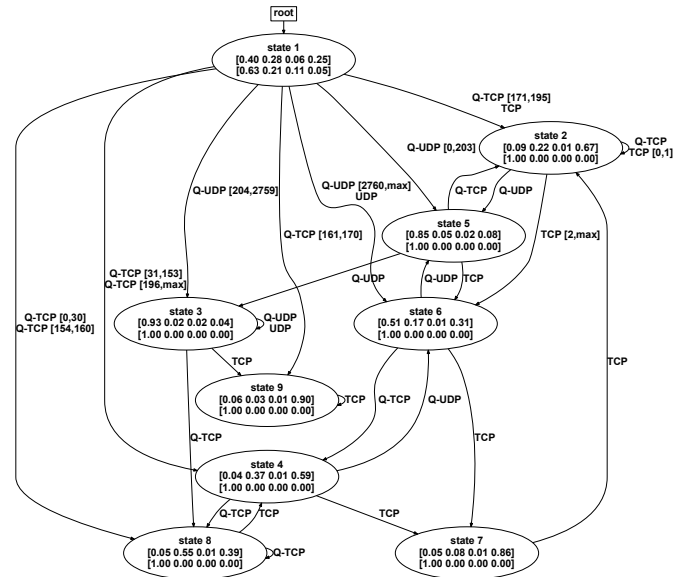 root
state 1
[0.40 0.28 0.06 0.25]
[0.63 0.21 0.11 0.05]
Q-TCP [171,195]
TCP
state 2
[0.09 0.22 0.01 0.67]
[1.00 0.00 0.00 0.00]
Q-TCP
TCP [0,1]
Q-UDP [0,203]
Q-UDP [204,2759]
Q-UDP [2760,max]
UDP
Q-TCP
Q-UDP
Q-TCP [161,170]
state 5
[0.85 0.05 0.02 0.08]
[1.00 0.00 0.00 0.00]
TCP [2,max]
Q-TCP [31,153]
Q-TCP [196,max]
Q-UDP
Q-UDP
TCP
Q-TCP [0,30]
Q-TCP [154,160]
state 3
[0.93 0.02 0.02 0.04]
[1.00 0.00 0.00 0.00]
Q-UDP
UDP
state 6
[0.51 0.17 0.01 0.31]
[1.00 0.00 0.00 0.00]
TCP
TCP
state 9
[0.06 0.03 0.01 0.90]
[1.00 0.00 0.00 0.00]
TCP
Q-TCP
Q-UDP
Q-TCP
TCP
state 4
[0.04 0.37 0.01 0.59]
[1.00 0.00 0.00 0.00]
Q-TCP
TCP
TCP
state 8
[0.05 0.55 0.01 0.39]
[1.00 0.00 0.00 0.00]
Q-TCP
state 7
[0.05 0.08 0.01 0.86]
[1.00 0.00 0.00 0.00]